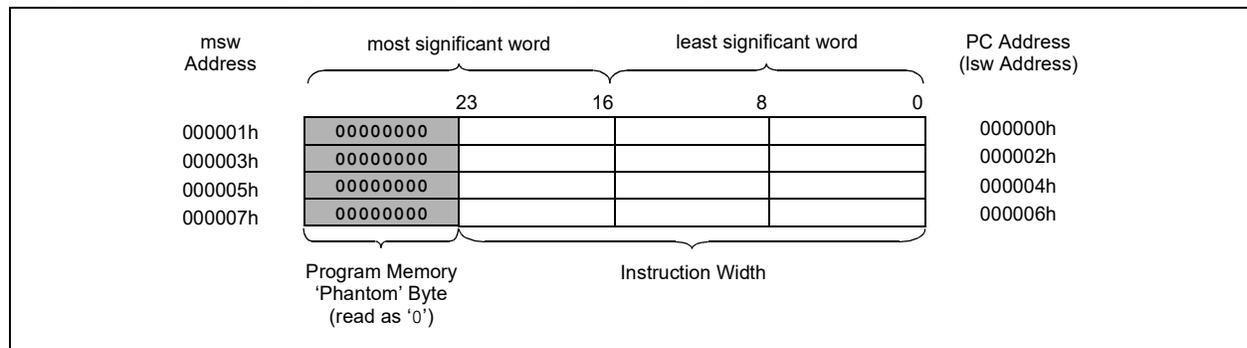 msw
Address
most significant word
least significant word
PC Address
(lsw Address)
23
16
8
0
000001h
00000000
000000h
000003h
00000000
000002h
000005h
00000000
000004h
000007h
00000000
000006h
Program Memory
‘Phantom’ Byte
(read as ‘0’)
Instruction Width